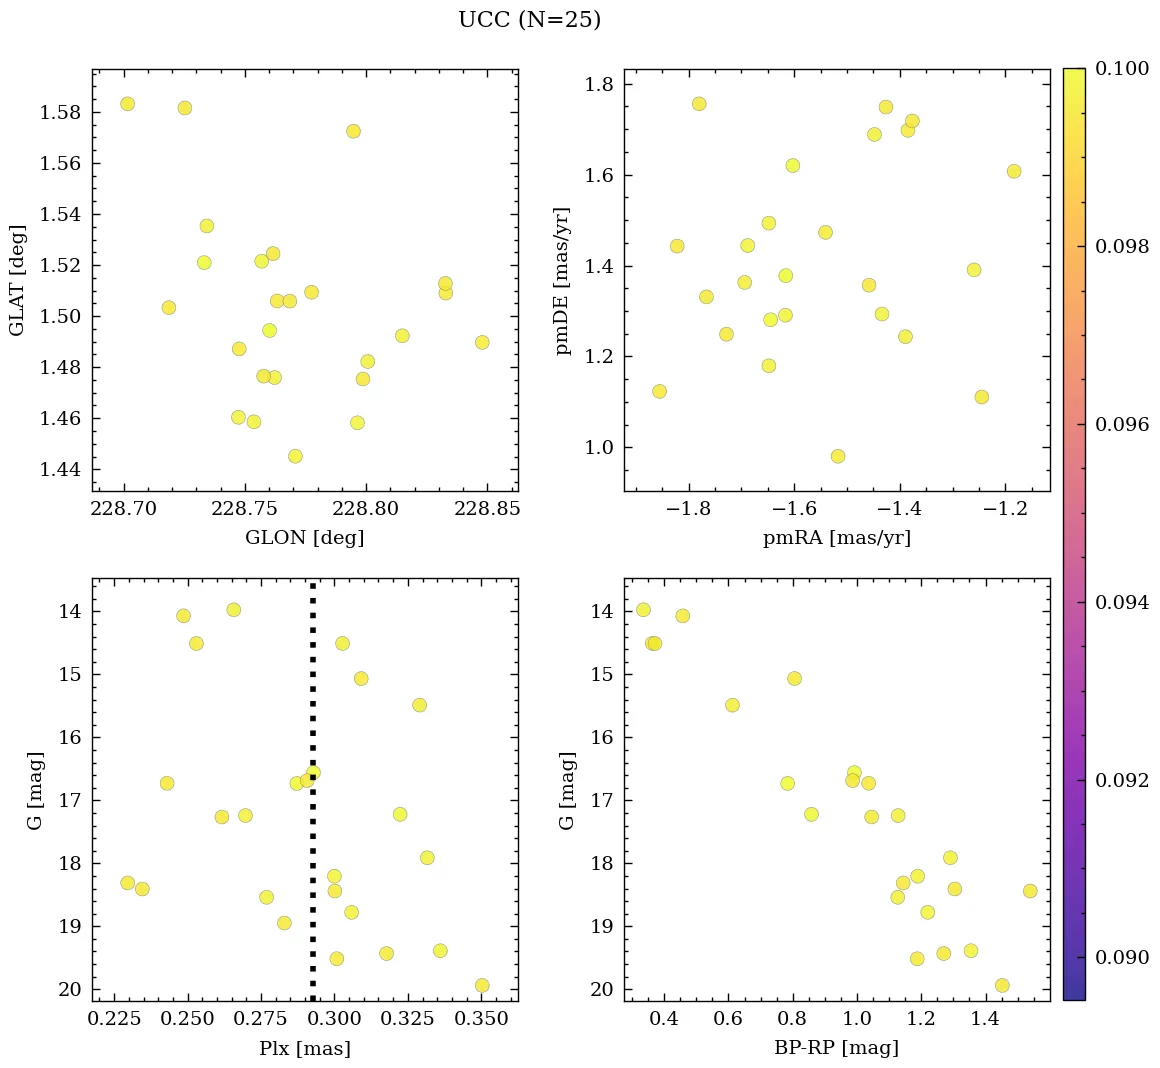 UCC (N=25)
1.58
1.56
1.54
1.52
1.50
1.48
1.46
1.44
GLAT [deg]
228.70 228.75 228.80 228.85
GLON [deg]
1.8
1.6
1.4
1.2
1.0
pmDE [mas/yr]
−1.8 −1.6 −1.4 −1.2
pmRA [mas/yr]
0.100
0.098
0.096
0.094
0.092
0.090
14
15
16
17
18
19
20
G [mag]
0.225 0.250 0.275 0.300 0.325 0.350
Plx [mas]
14
15
16
17
18
19
20
G [mag]
0.4 0.6 0.8 1.0 1.2 1.4
BP-RP [mag]